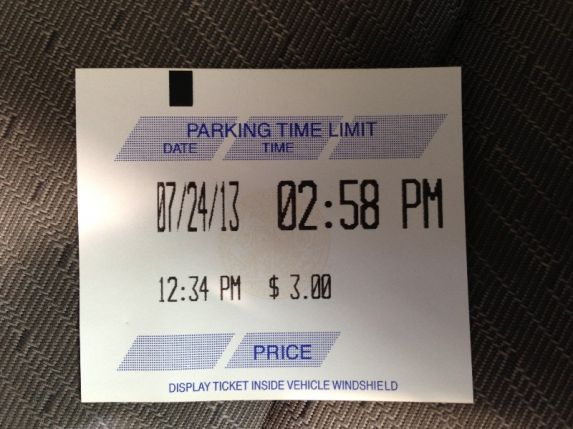 PARKING TIME LIMIT
DATE TIME
07/24/13 02:58 PM
12:34 PM $ 3.00
PRICE
DISPLAY TICKET INSIDE VEHICLE WINDSHIELD